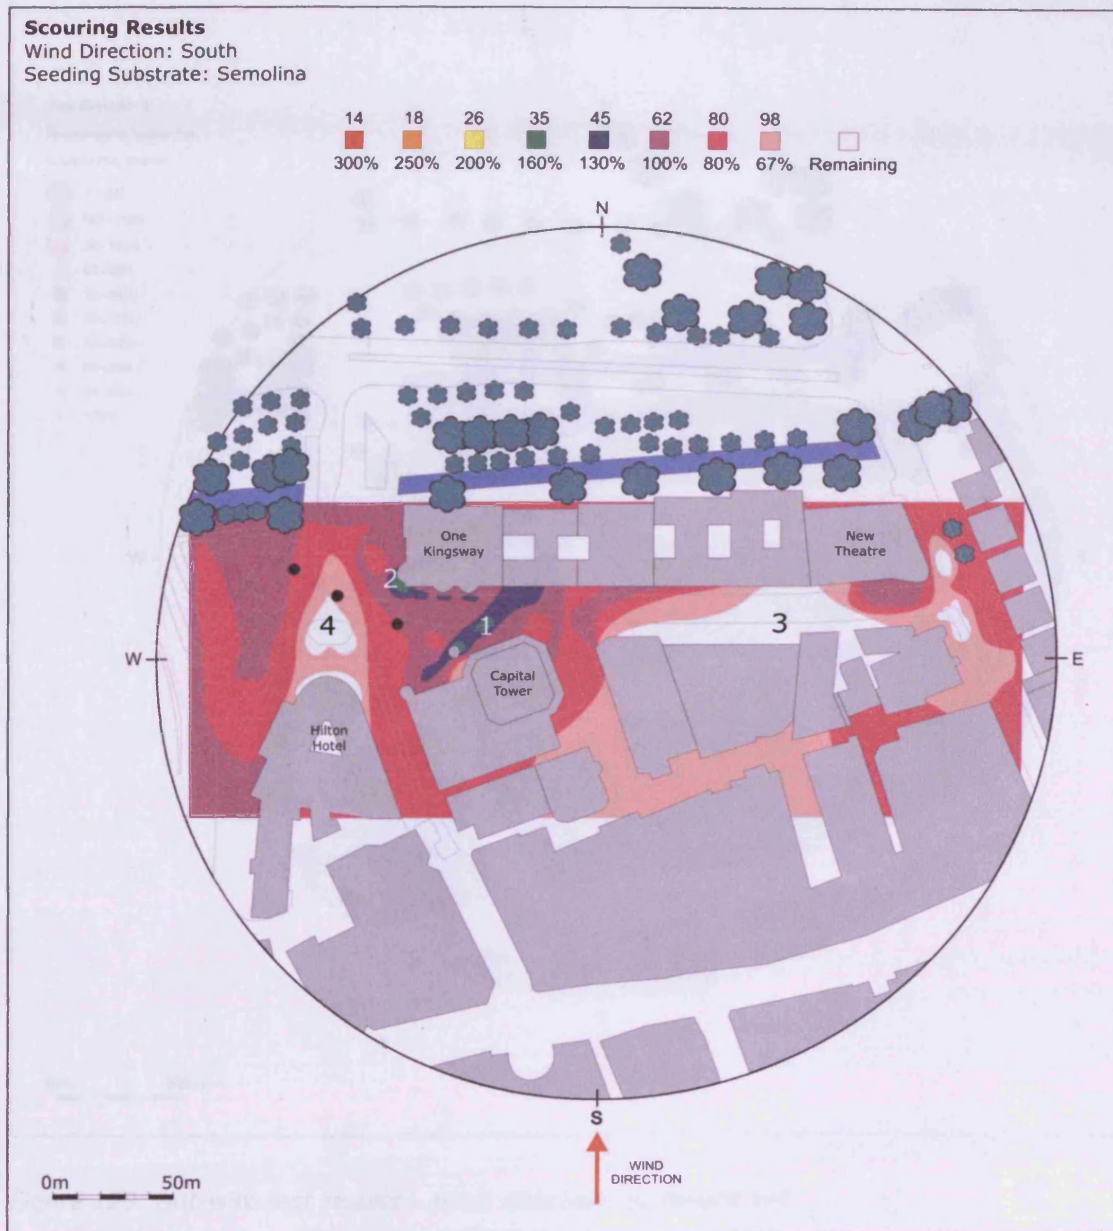 Scouring Results
Wind Direction: South
Seeding Substrate: Semolina
14 18 26 35 45 62 80 98
300% 250% 200% 160% 130% 100% 80% 67% Remaining
N
One
Kingsway
New
Theatre
2
1
4
3
W
E
Capital
Tower
Hilton
Hotel
S
WIND
DIRECTION
0m 50m